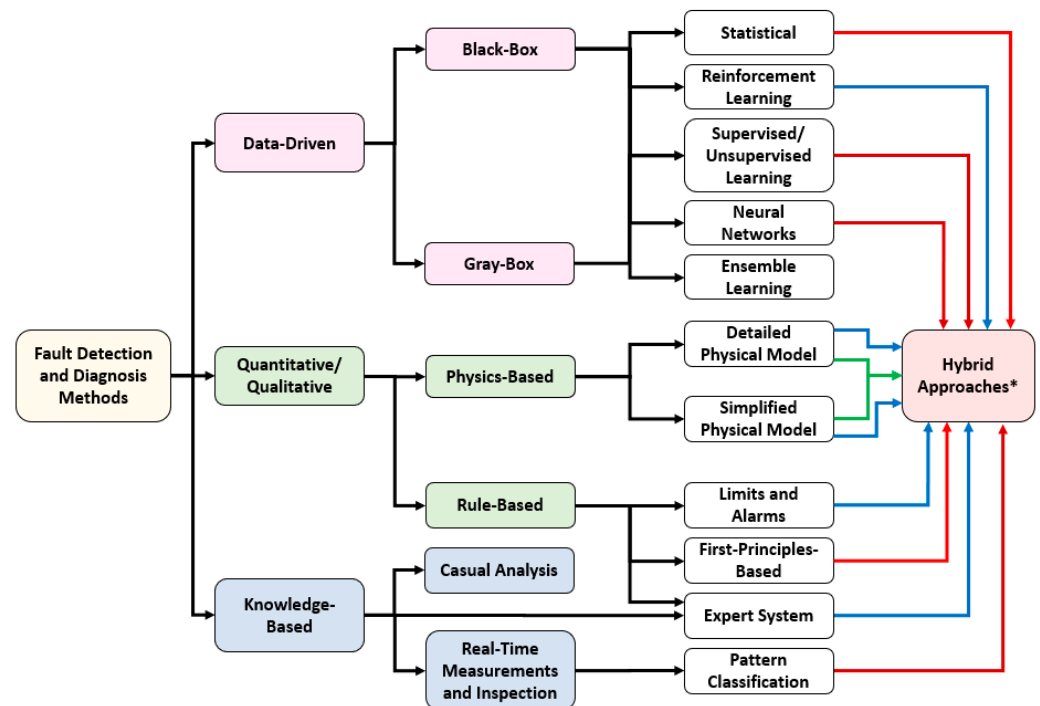 Fault Detection
and Diagnosis
Methods
Data-Driven
Quantitative/
Qualitative
Knowledge-
Based
Black-Box
Gray-Box
Physics-Based
Rule-Based
Casual Analysis
Real-Time
Measurements
and Inspection
Statistical
Reinforcement
Learning
Supervised/
Unsupervised
Learning
Neural
Networks
Ensemble
Learning
Detailed
Physical Model
Simplified
Physical Model
Limits and
Alarms
First-Principles-
Based
Expert System
Pattern
Classification
Hybrid
Approaches*